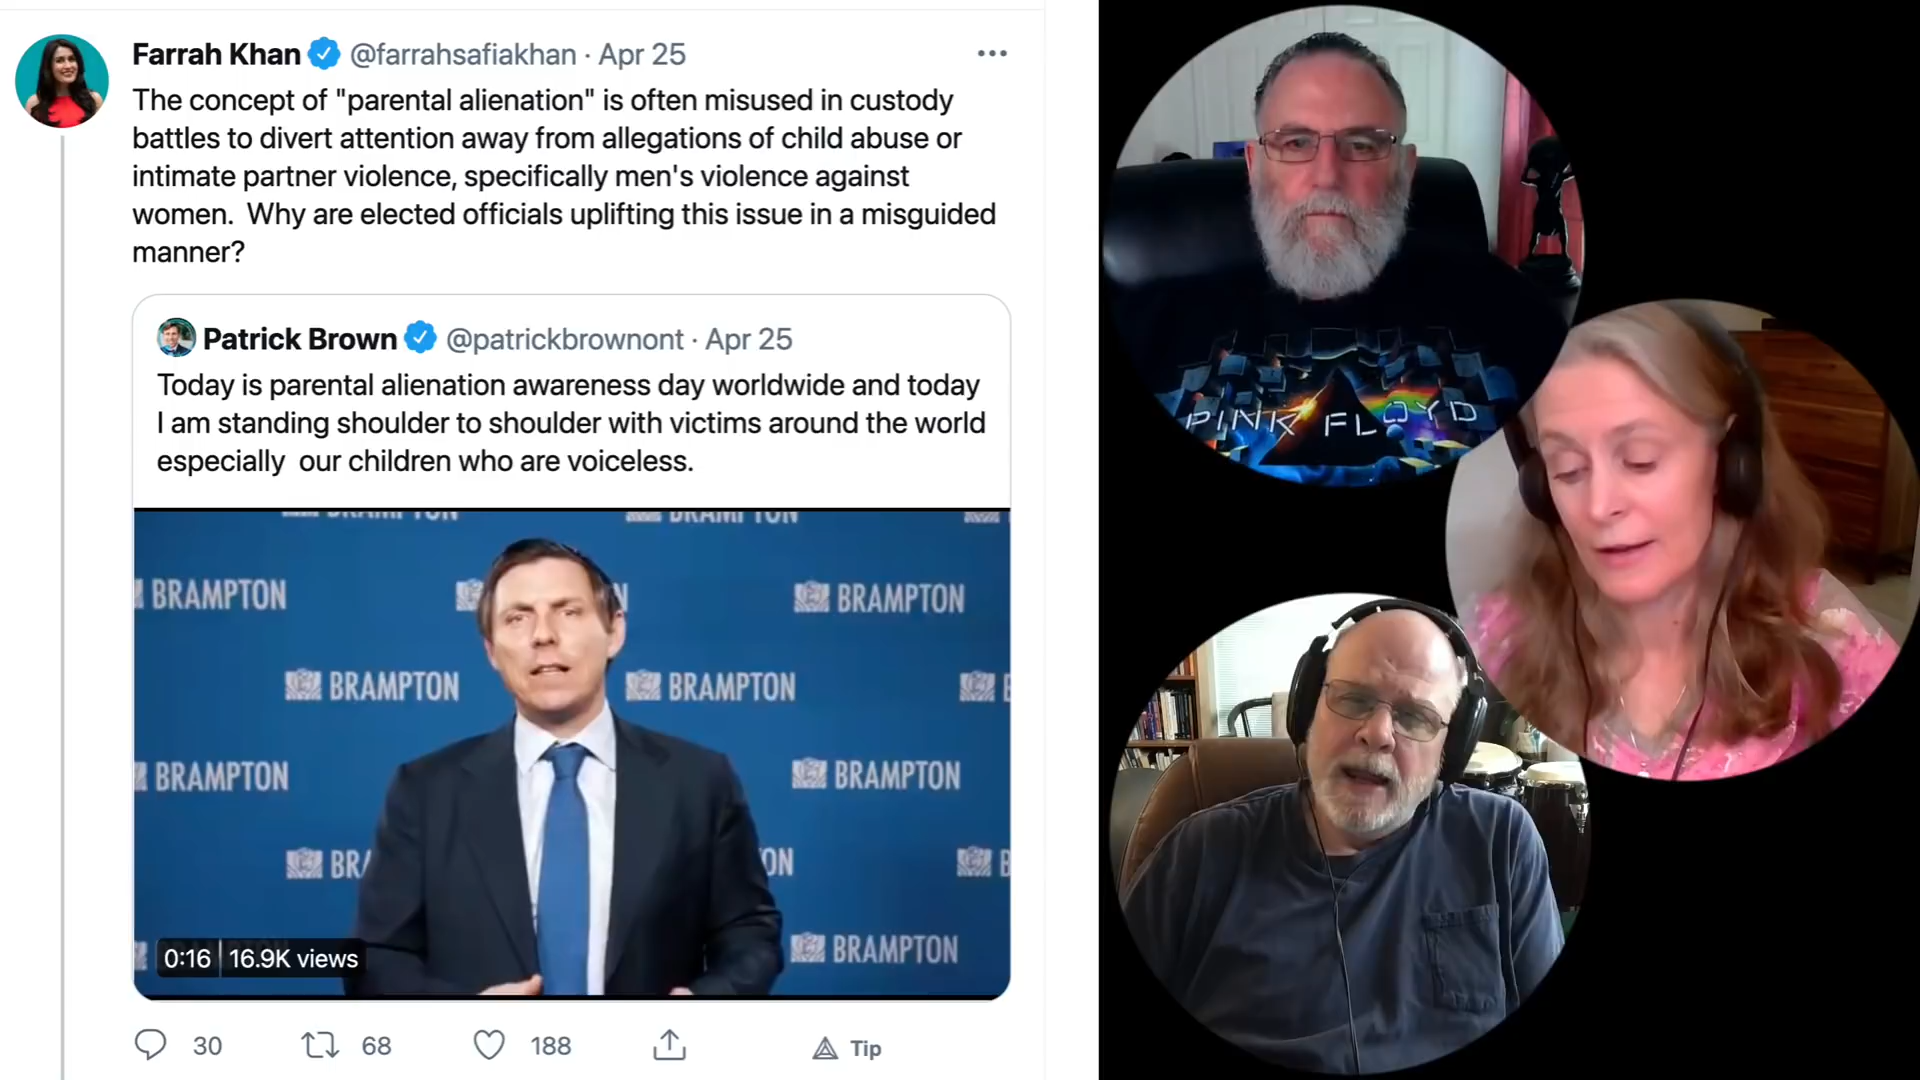 Farrah Khan @farrahsafiakhan · Apr 25
The concept of "parental alienation" is often misused in custody
battles to divert attention away from allegations of child abuse or
intimate partner violence, specifically men's violence against
women.  Why are elected officials uplifting this issue in a misguided
manner?
Patrick Brown @patrickbrownont · Apr 25
Today is parental alienation awareness day worldwide and today
I am standing shoulder to shoulder with victims around the world
especially  our children who are voiceless.
BRAMPTON BRAMPTON
BRAMPTON BRAMPTON
BRAMPTON BRAMPTON
BRAMPTON BRAMPTON
BRA ON
BRAMPTON
0:16 16.9K views
30 68 188 Tip
PINK FLOYD